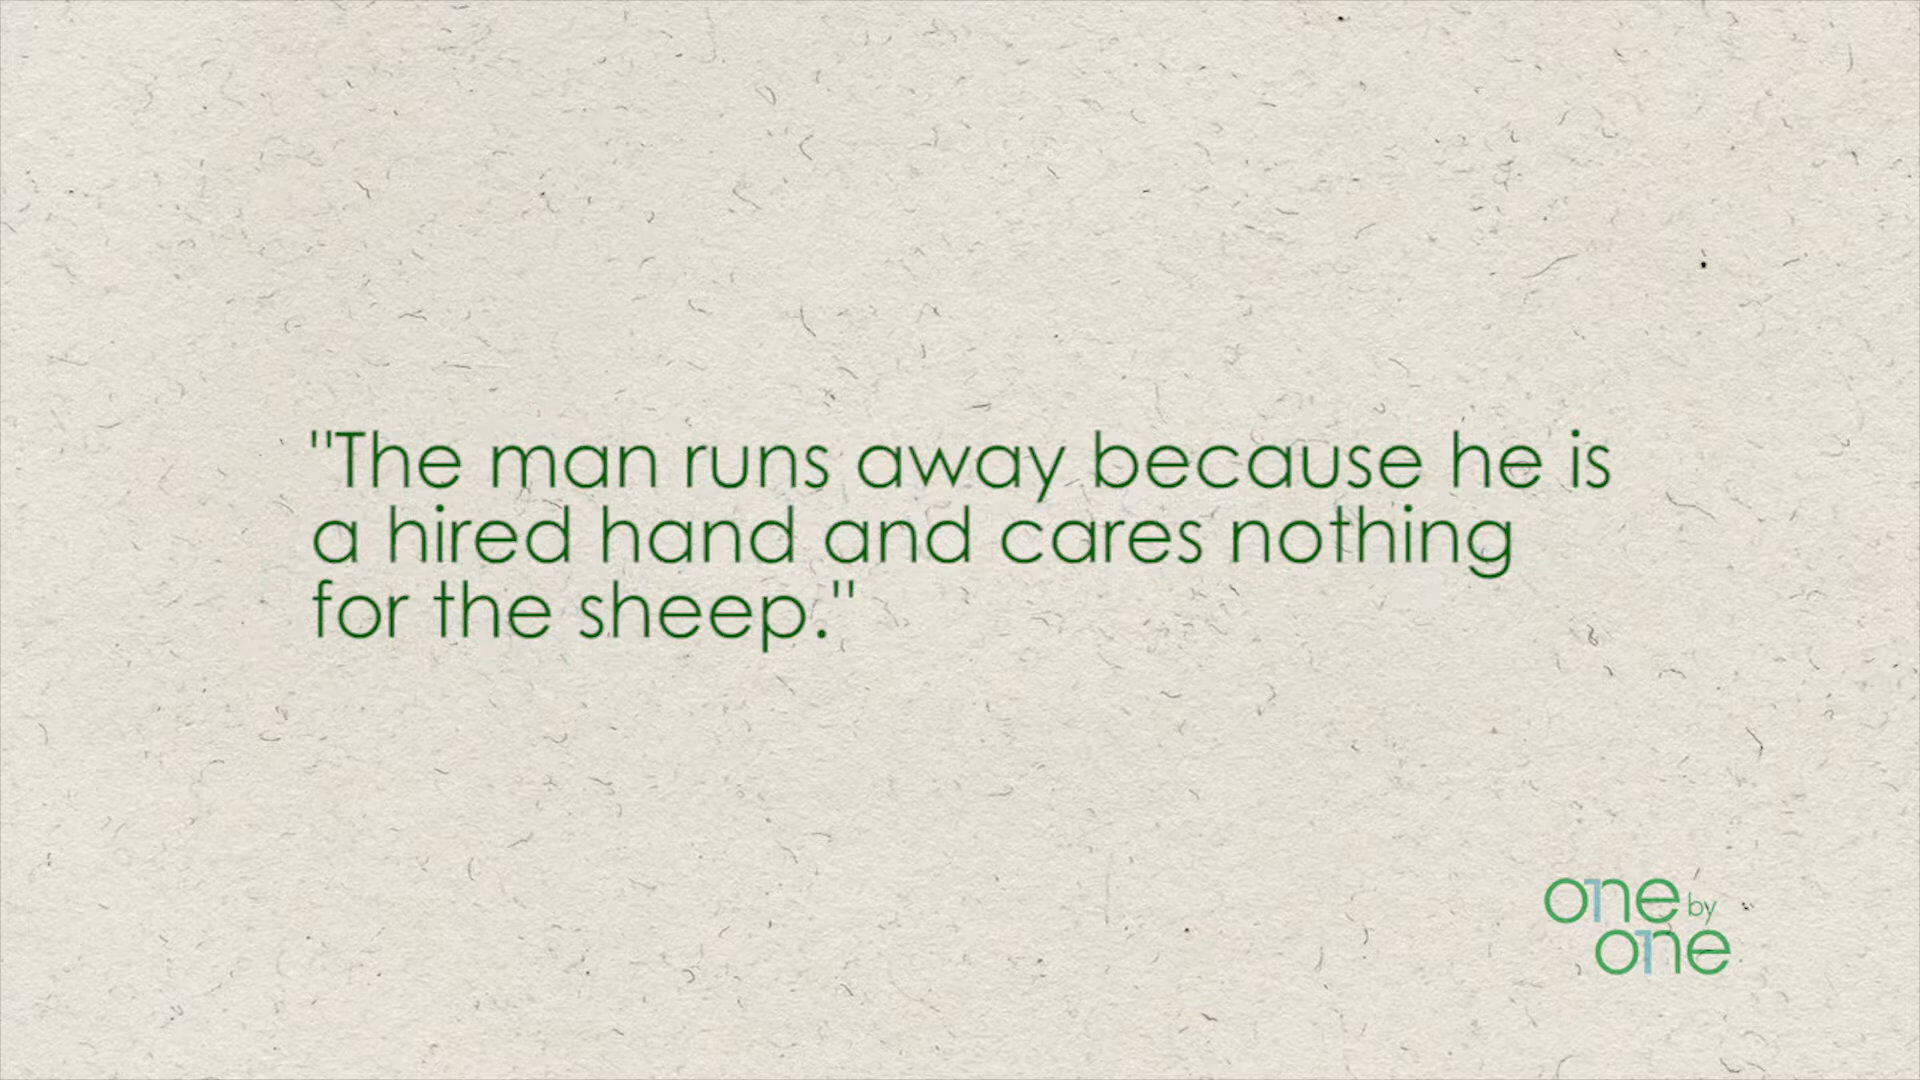 "The man runs away because he is
a hired hand and cares nothing
for the sheep."
one by
one